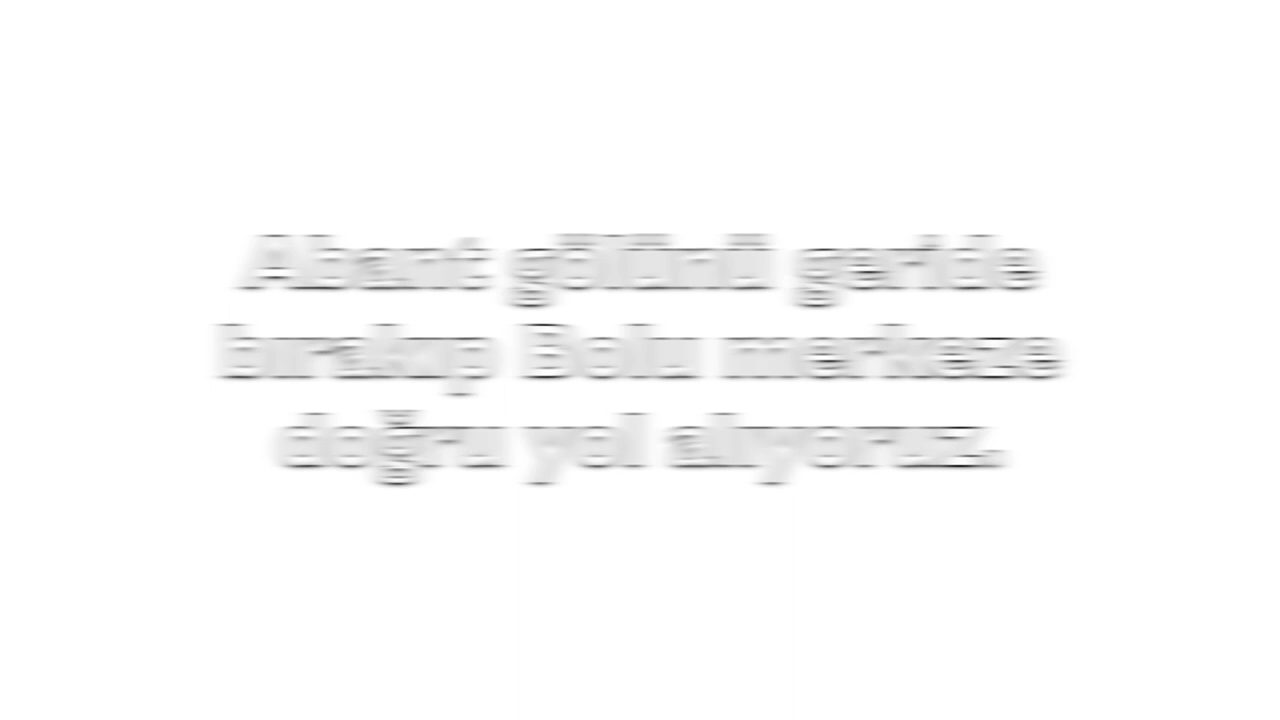 Abant gölünü geride
bırakıp Bolu merkeze
doğru yol alıyoruz.